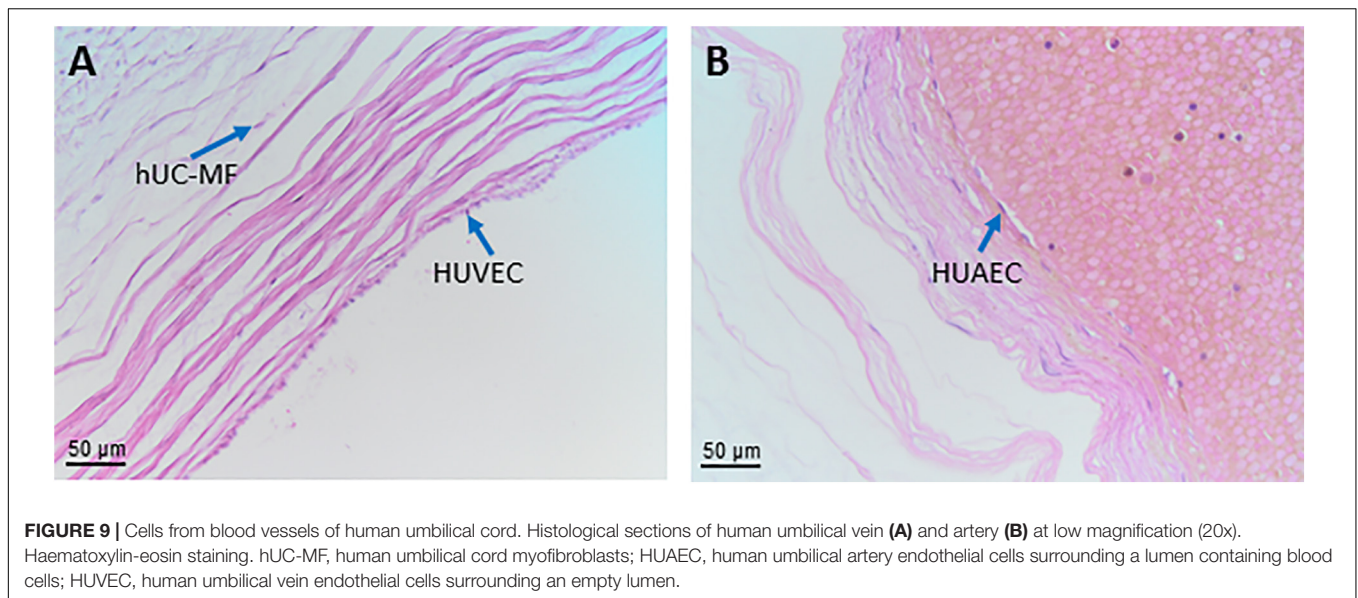 A
hUC-MF
HUVEC
50 µm
B
HUAEC
50 µm
FIGURE 9 | Cells from blood vessels of human umbilical cord. Histological sections of human umbilical vein (A) and artery (B) at low magnification (20x).
Haematoxylin-eosin staining. hUC-MF, human umbilical cord myofibroblasts; HUAEC, human umbilical artery endothelial cells surrounding a lumen containing blood
cells; HUVEC, human umbilical vein endothelial cells surrounding an empty lumen.